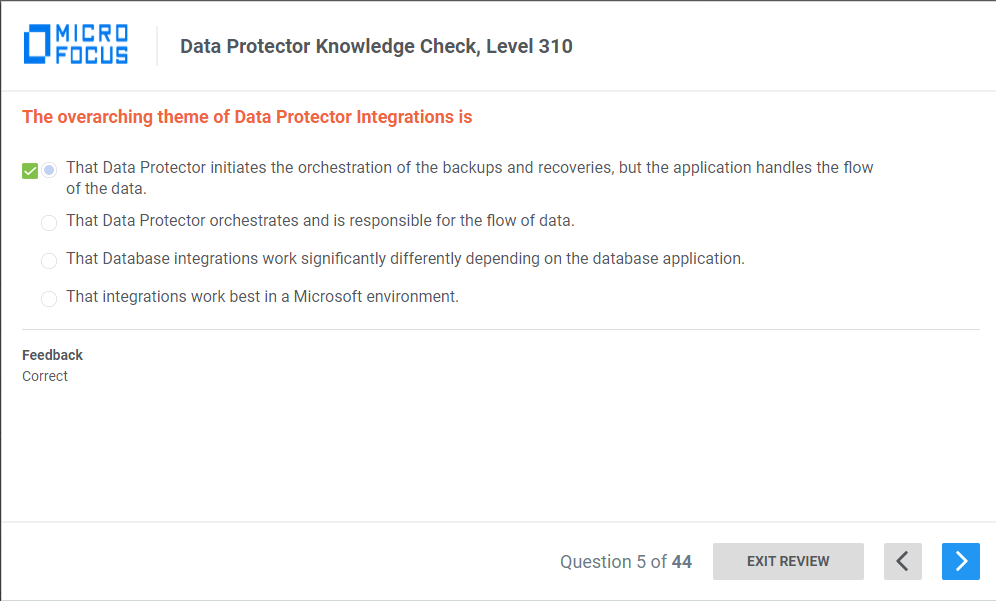 MICRO
FOCUS
Data Protector Knowledge Check, Level 310
The overarching theme of Data Protector Integrations is
That Data Protector initiates the orchestration of the backups and recoveries, but the application handles the flow
of the data.
That Data Protector orchestrates and is responsible for the flow of data.
That Database integrations work significantly differently depending on the database application.
That integrations work best in a Microsoft environment.
Feedback
Correct
Question 5 of 44
EXIT REVIEW